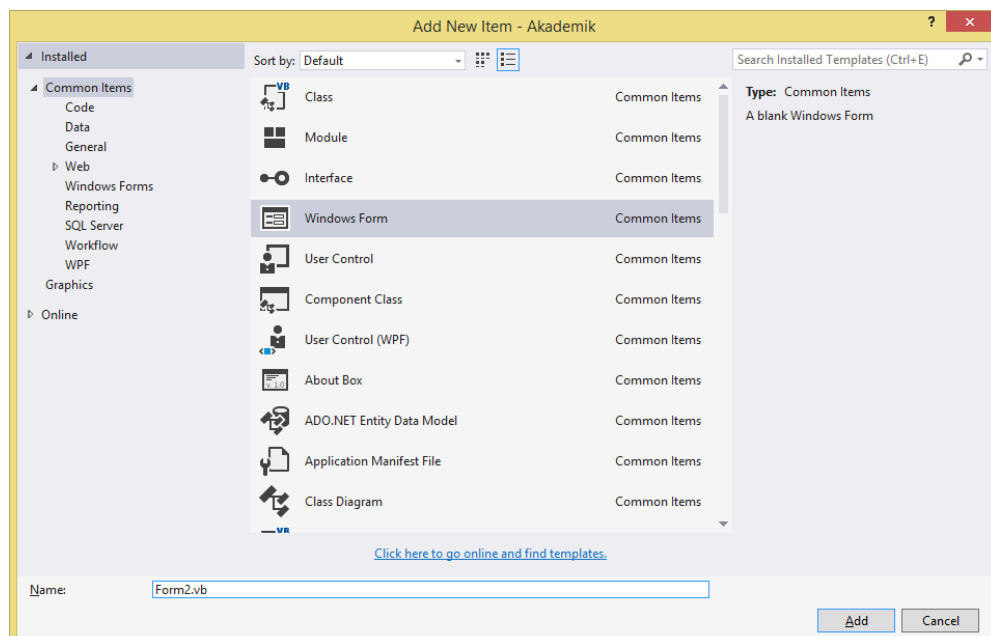 Add New Item - Akademik
?
Installed
Sort by: Default
Search Installed Templates (Ctrl+E)
Common Items
Code
Data
General
Web
Windows Forms
Reporting
SQL Server
Workflow
WPF
Graphics
Online
VB Class Common Items
Module Common Items
Interface Common Items
Windows Form Common Items
User Control Common Items
Component Class Common Items
User Control (WPF) Common Items
v 1.0 About Box Common Items
ADO.NET Entity Data Model Common Items
Application Manifest File Common Items
Class Diagram Common Items
VB
Type: Common Items
A blank Windows Form
Click here to go online and find templates.
Name: Form2.vb
Add Cancel